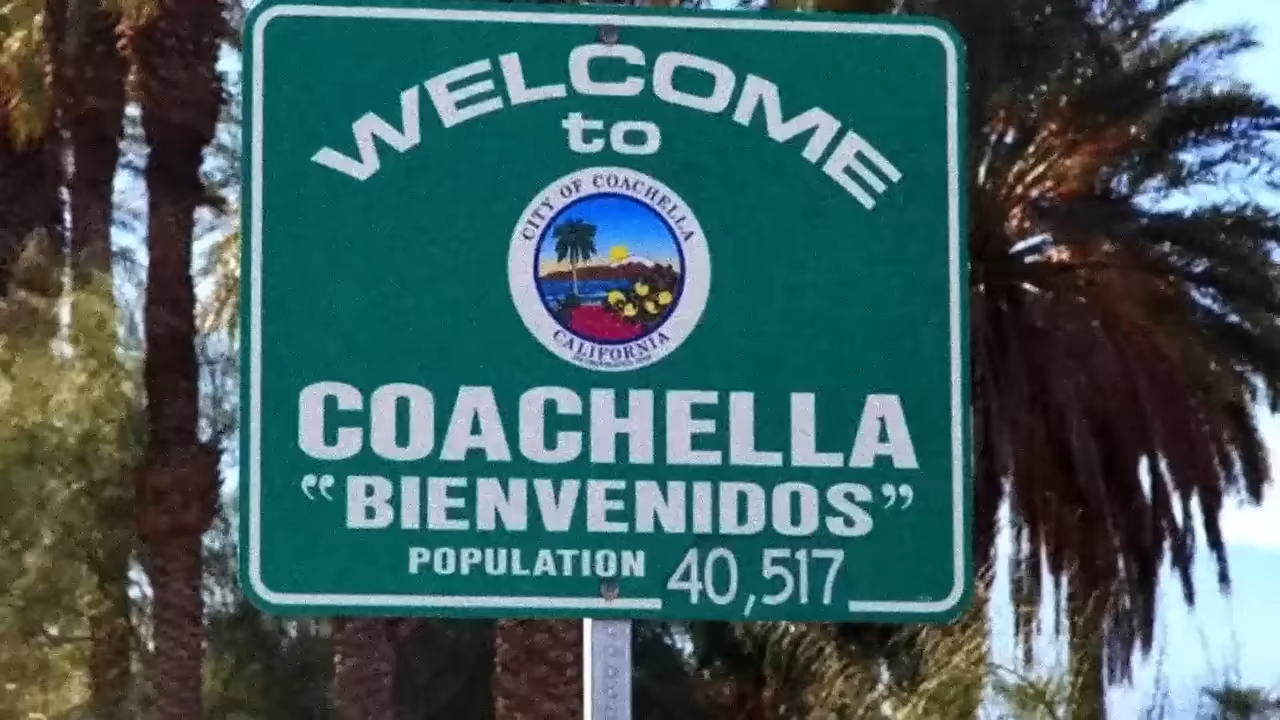 WELCOME
to
CITY OF COACHELLA
CALIFORNIA
COACHELLA
“BIENVENIDOS”
POPULATION 40,517